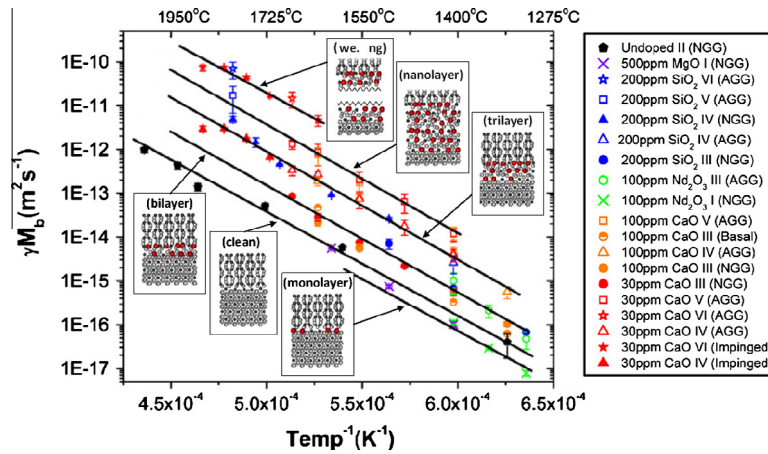 1950°C 1725°C 1550°C 1400°C 1275°C
1E-10
1E-11
1E-12
1E-13
1E-14
1E-15
1E-16
1E-17
γM_b(m²s⁻¹)
(we. ng)
(nanolayer)
(trilayer)
(bilayer)
(clean)
(monolayer)
4.5x10⁻⁴ 5.0x10⁻⁴ 5.5x10⁻⁴ 6.0x10⁻⁴ 6.5x10⁻⁴
Temp⁻¹(K⁻¹)
Undoped II (NGG)
500ppm MgO I (NGG)
200ppm SiO₂ VI (AGG)
200ppm SiO₂ V (AGG)
200ppm SiO₂ IV (NGG)
200ppm SiO₂ IV (AGG)
200ppm SiO₂ III (NGG)
100ppm Nd₂O₃ III (AGG)
100ppm Nd₂O₃ I (NGG)
100ppm CaO V (AGG)
100ppm CaO III (Basal)
100ppm CaO IV (AGG)
100ppm CaO III (NGG)
30ppm CaO III (NGG)
30ppm CaO V (AGG)
30ppm CaO VI (AGG)
30ppm CaO IV (AGG)
30ppm CaO VI (Impinged)
30ppm CaO IV (Impinged)